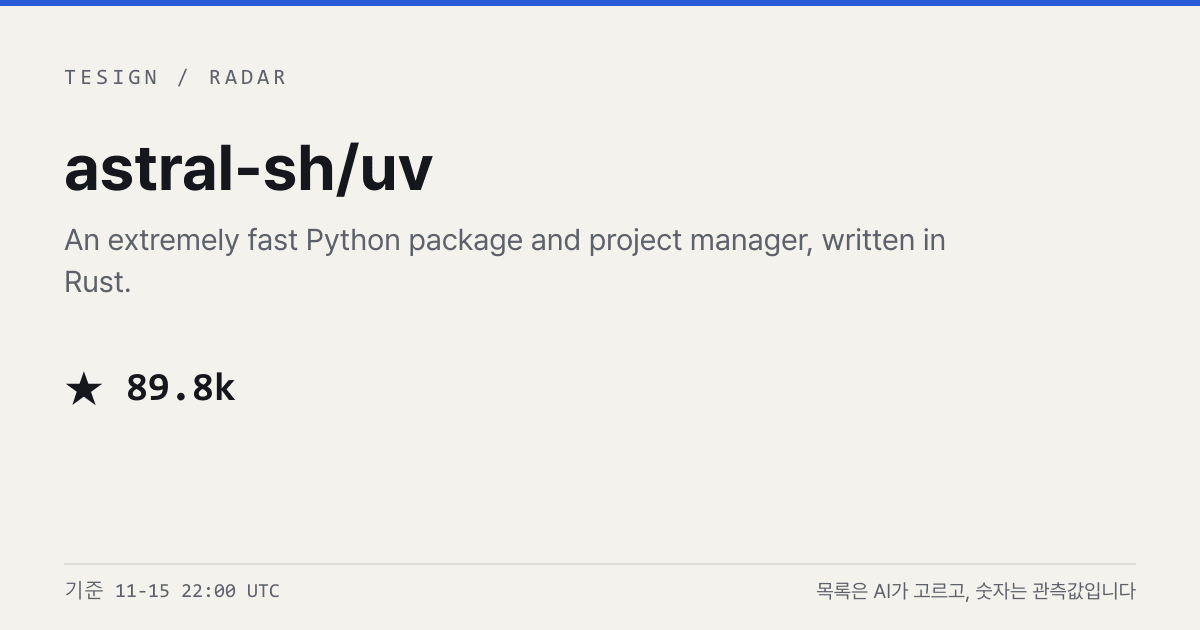 TESIGN / RADAR
astral-sh/uv
An extremely fast Python package and project manager, written in
Rust.
★ 89.8k
기준 11-15 22:00 UTC
목록은 AI가 고르고, 숫자는 관측값입니다